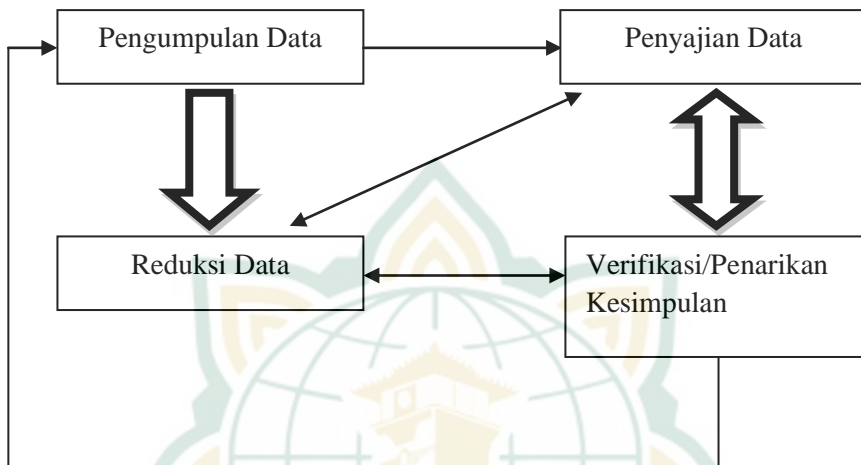 Pengumpulan Data
Penyajian Data
Reduksi Data
Verifikasi/Penarikan
Kesimpulan